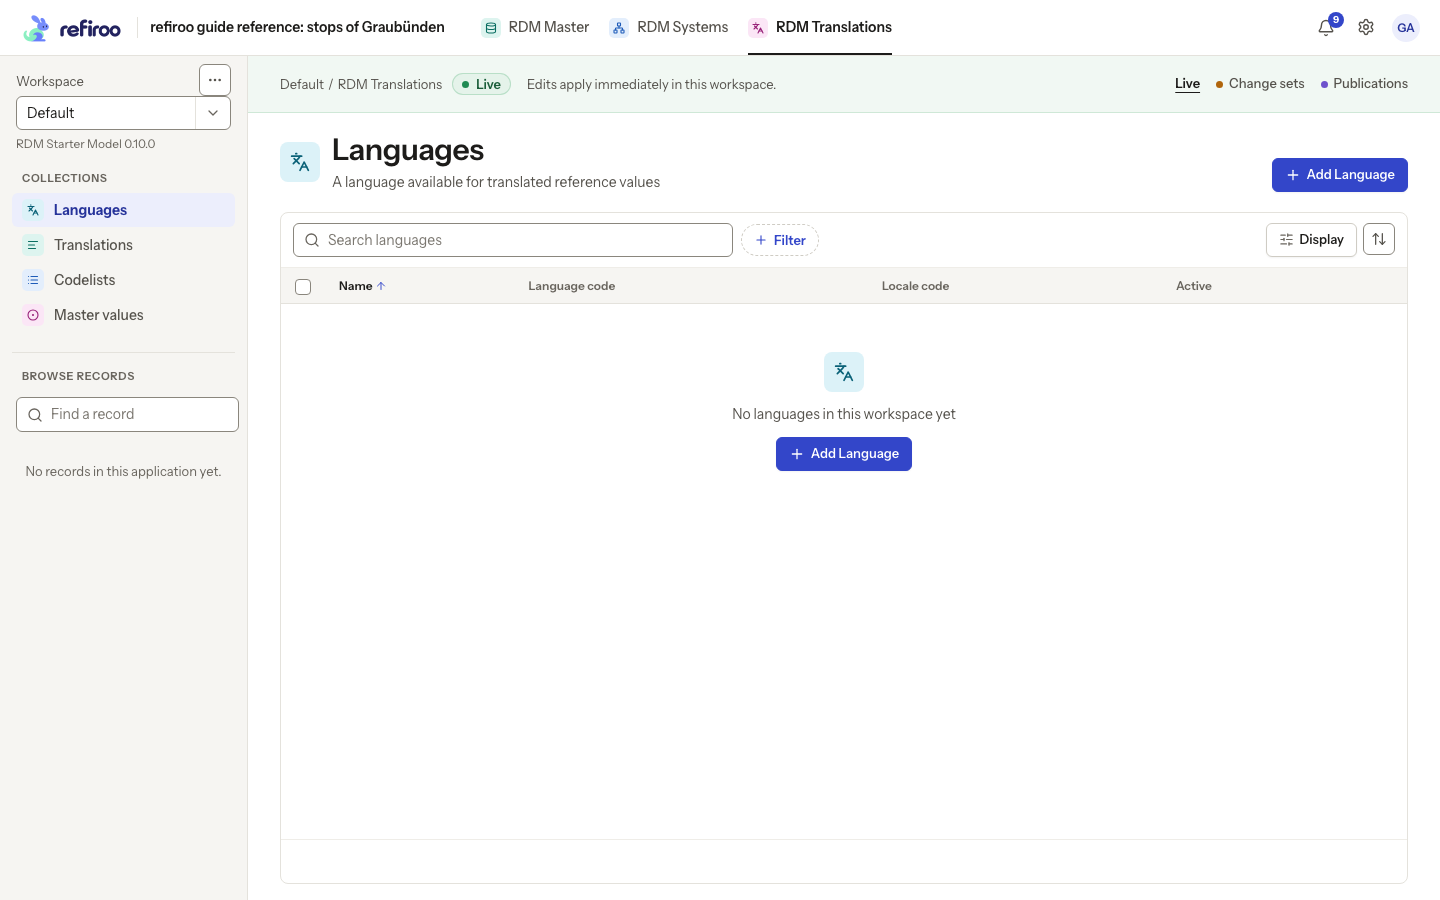 refiroo
refiroo guide reference: stops of Graubünden
RDM Master
RDM Systems
RDM Translations
9
GA
Workspace
Default
RDM Starter Model 0.10.0
COLLECTIONS
Languages
Translations
Codelists
Master values
BROWSE RECORDS
Find a record
No records in this application yet.
Default / RDM Translations
Live
Edits apply immediately in this workspace.
Live
Change sets
Publications
Languages
A language available for translated reference values
Add Language
Search languages
Filter
Display
Name
Language code
Locale code
Active
No languages in this workspace yet
Add Language